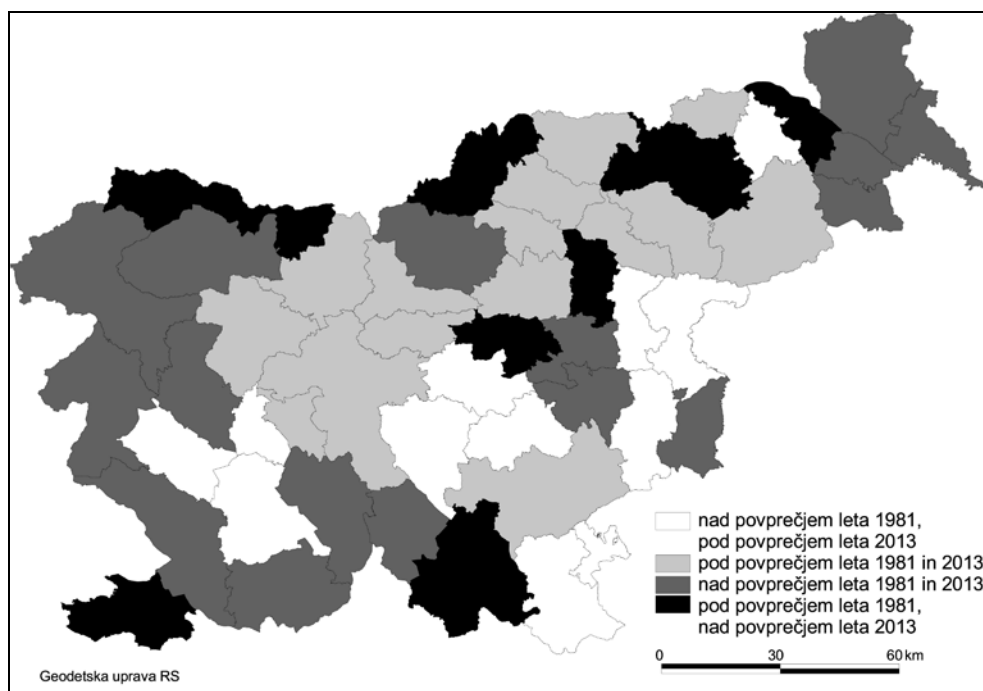 nad povprečjem leta 1981,
pod povprečjem leta 2013
pod povprečjem leta 1981 in 2013
nad povprečjem leta 1981 in 2013
pod povprečjem leta 1981,
nad povprečjem leta 2013
0 30 60 km
Geodetska uprava RS